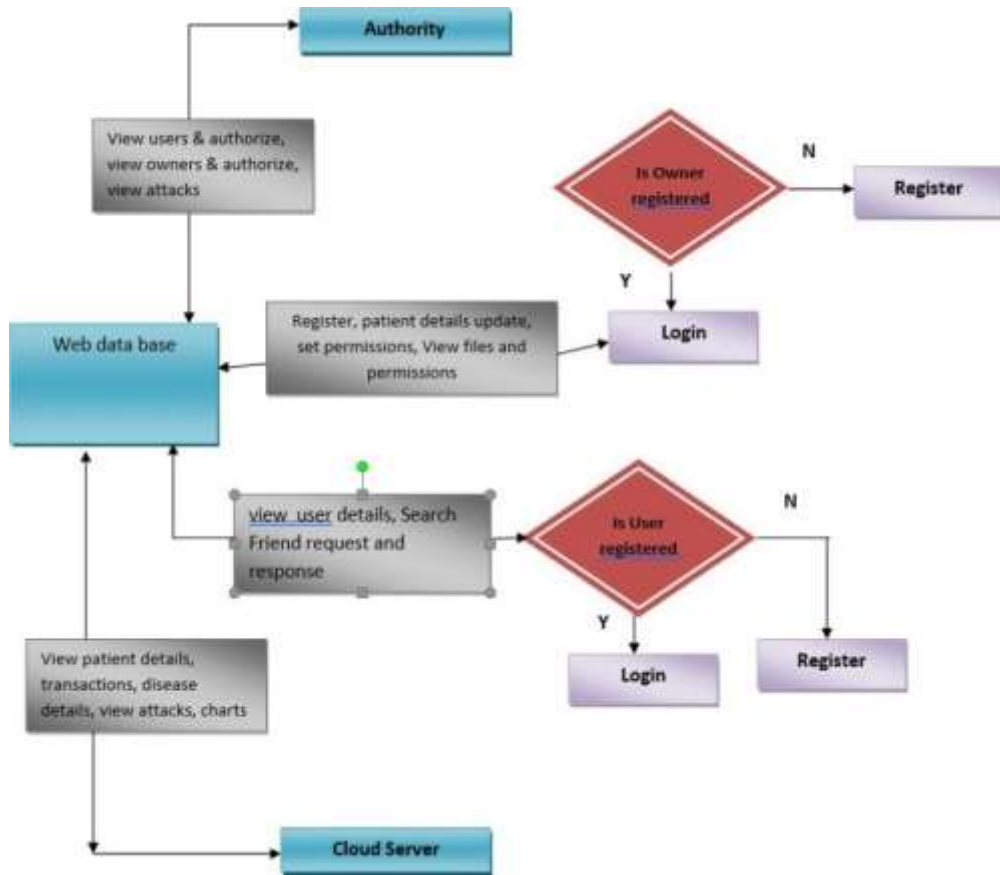 Authority
View users & authorize,
view owners & authorize,
view attacks
Is Owner
registered
N
Register
Y
Login
Register, patient details update,
set permissions, View files and
permissions
Web data base
view user details, Search
Friend request and
response
Is User
registered
N
Y
Login
Register
View patient details,
transactions, disease
details, view attacks, charts
Cloud Server